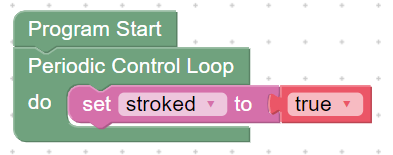 Program Start
Periodic Control Loop
do set stroked to true